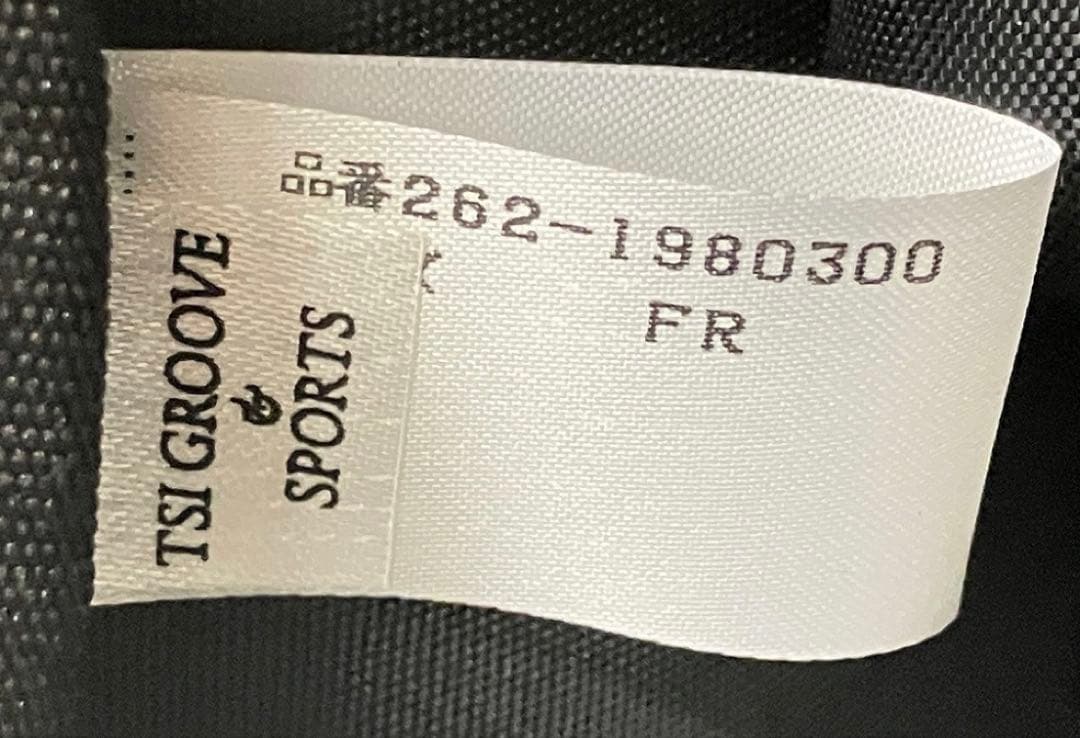 品番262-1980300
FR
TSI GROOVE
&
SPORTS